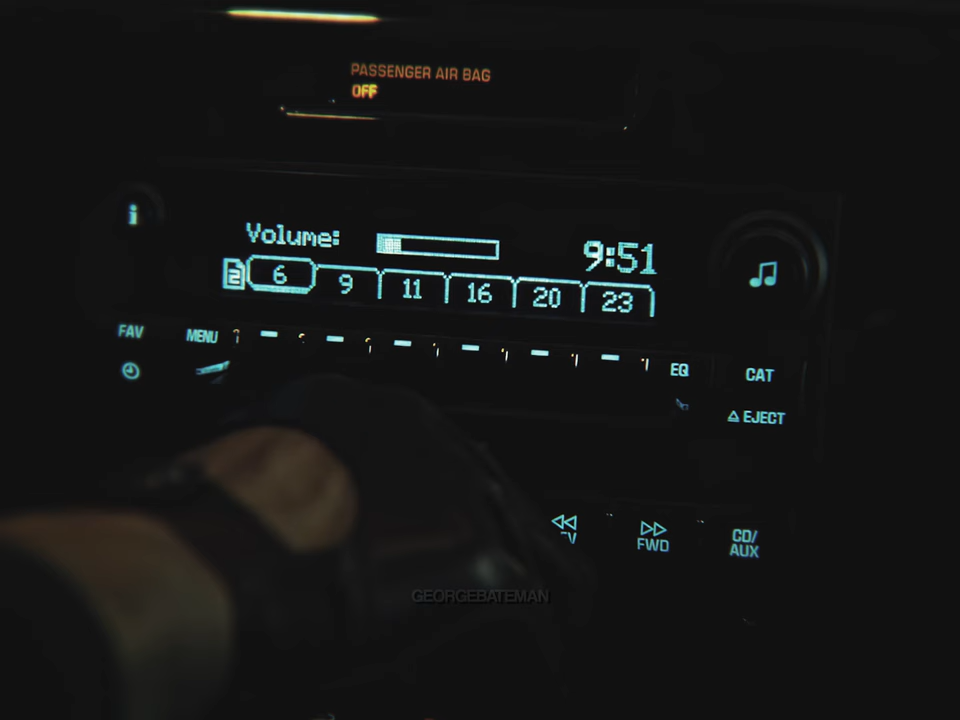 PASSENGER AIR BAG
OFF
i
Volume: 9:51
2 6 9 11 16 20 23
FAV MENU EQ CAT
EJECT
FWD CD/
AUX
GEORGEBATEMAN